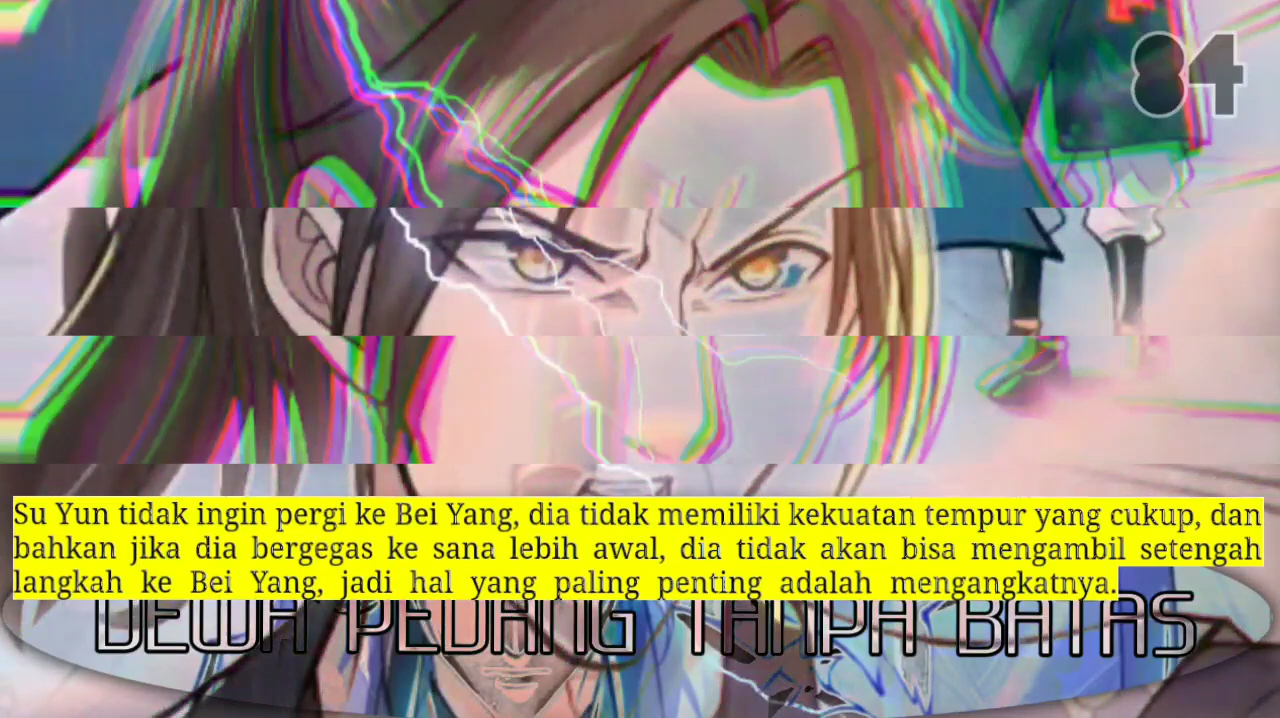 84
Su Yun tidak ingin pergi ke Bei Yang, dia tidak memiliki kekuatan tempur yang cukup, dan
bahkan jika dia bergegas ke sana lebih awal, dia tidak akan bisa mengambil setengah
langkah ke Bei Yang, jadi hal yang paling penting adalah mengangkatnya.
DEWA PEDANG TANPA BATAS